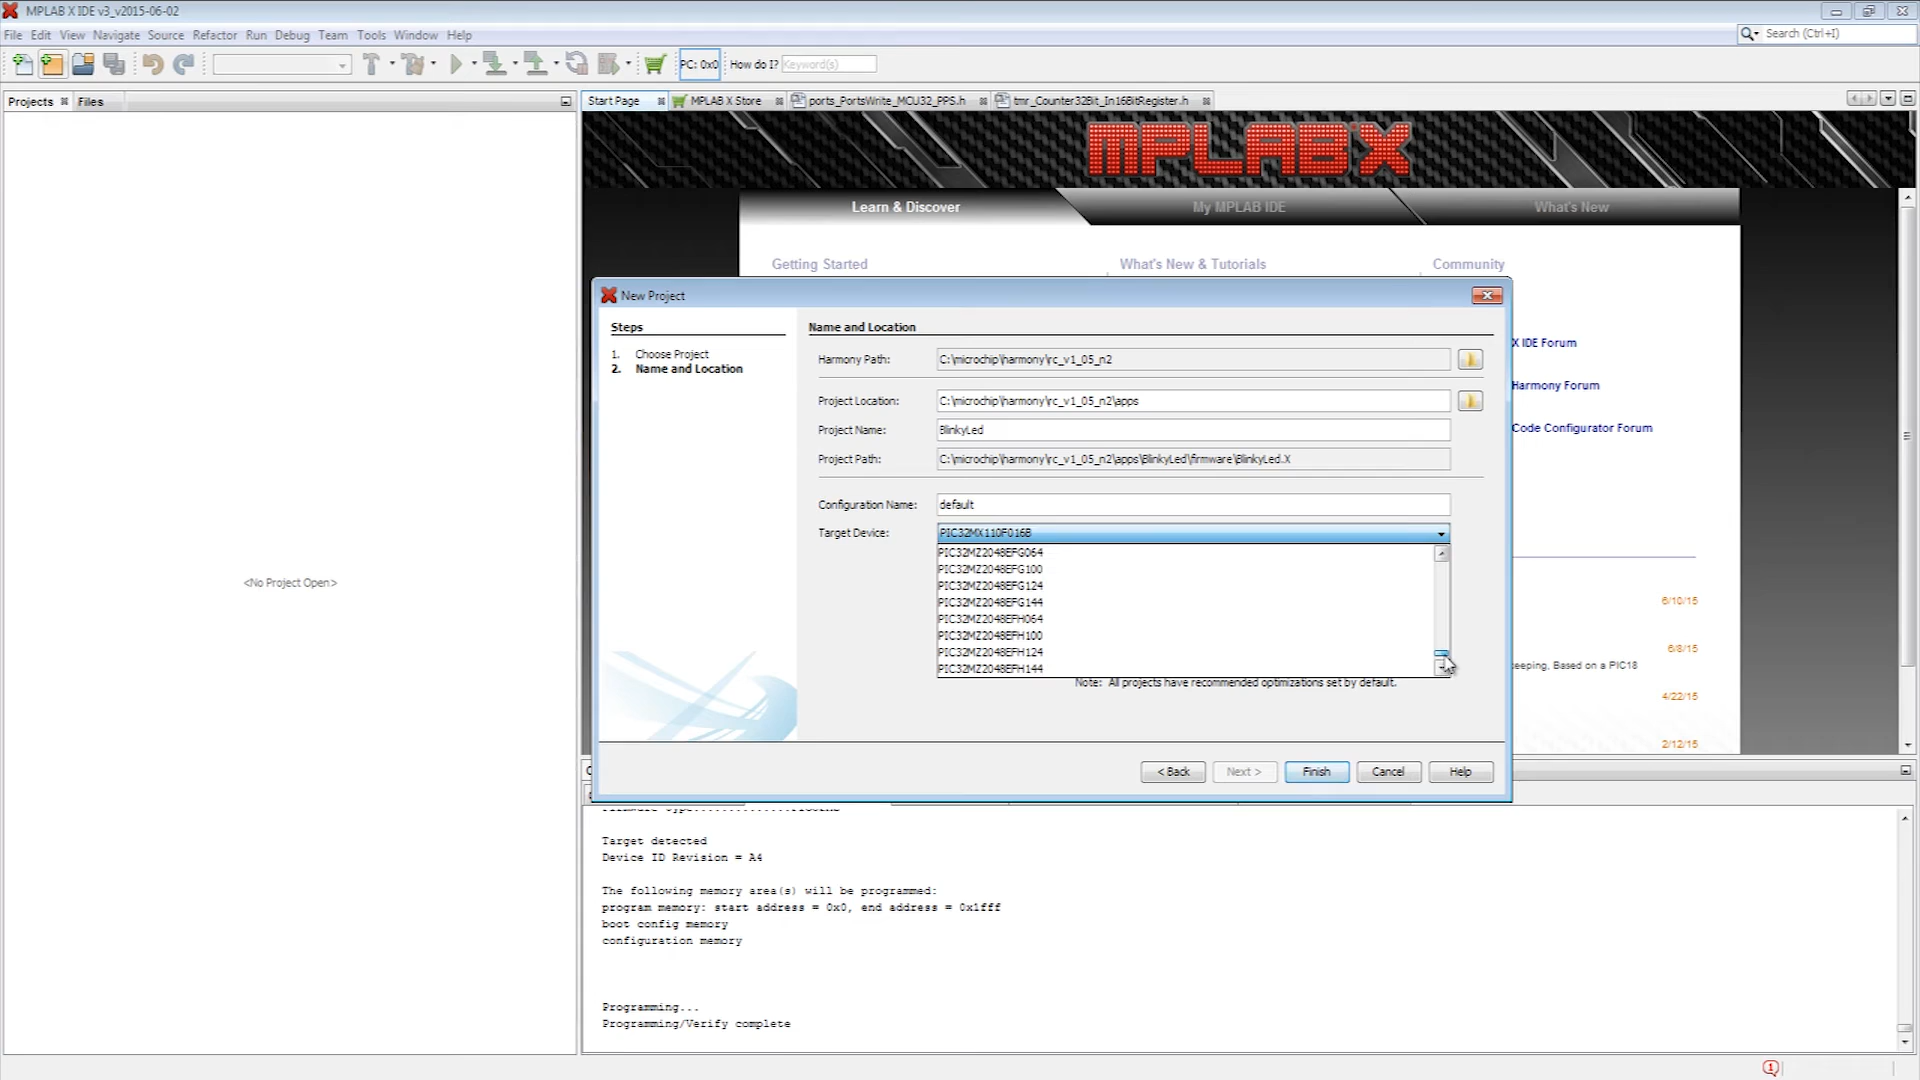 MPLAB X IDE v3_v2015-06-02
File Edit View Navigate Source Refactor Run Debug Team Tools Window Help
Search (Ctrl+I)
PC: 0x0 How do I? Keyword(s)
Projects Files
Start Page MPLAB X Store ports_PortsWrite_MCU32_PPS.h tmr_Counter32Bit_In16BitRegister.h
MPLAB X
Learn & Discover My MPLAB IDE What's New
Getting Started What's New & Tutorials Community
New Project
Steps
1. Choose Project
2. Name and Location
Name and Location
Harmony Path: C:\microchip\harmony\rc_v1_05_n2
Project Location: C:\microchip\harmony\rc_v1_05_n2\apps
Project Name: BlinkyLed
Project Path: C:\microchip\harmony\rc_v1_05_n2\apps\BlinkyLed\firmware\BlinkyLed.X
Configuration Name: default
Target Device: PIC32MX110F016B
PIC32MZ2048EFG064
PIC32MZ2048EFG100
PIC32MZ2048EFG124
PIC32MZ2048EFG144
PIC32MZ2048EFH064
PIC32MZ2048EFH100
PIC32MZ2048EFH124
PIC32MZ2048EFH144
Note: All projects have recommended optimizations set by default.
< Back Next > Finish Cancel Help
X IDE Forum
Harmony Forum
Code Configurator Forum
6/10/15
6/8/15
eeping, Based on a PIC18
4/22/15
2/12/15
<No Project Open>
Target detected
Device ID Revision = A4
The following memory area(s) will be programmed:
program memory: start address = 0x0, end address = 0x1fff
boot config memory
configuration memory
Programming...
Programming/Verify complete
1